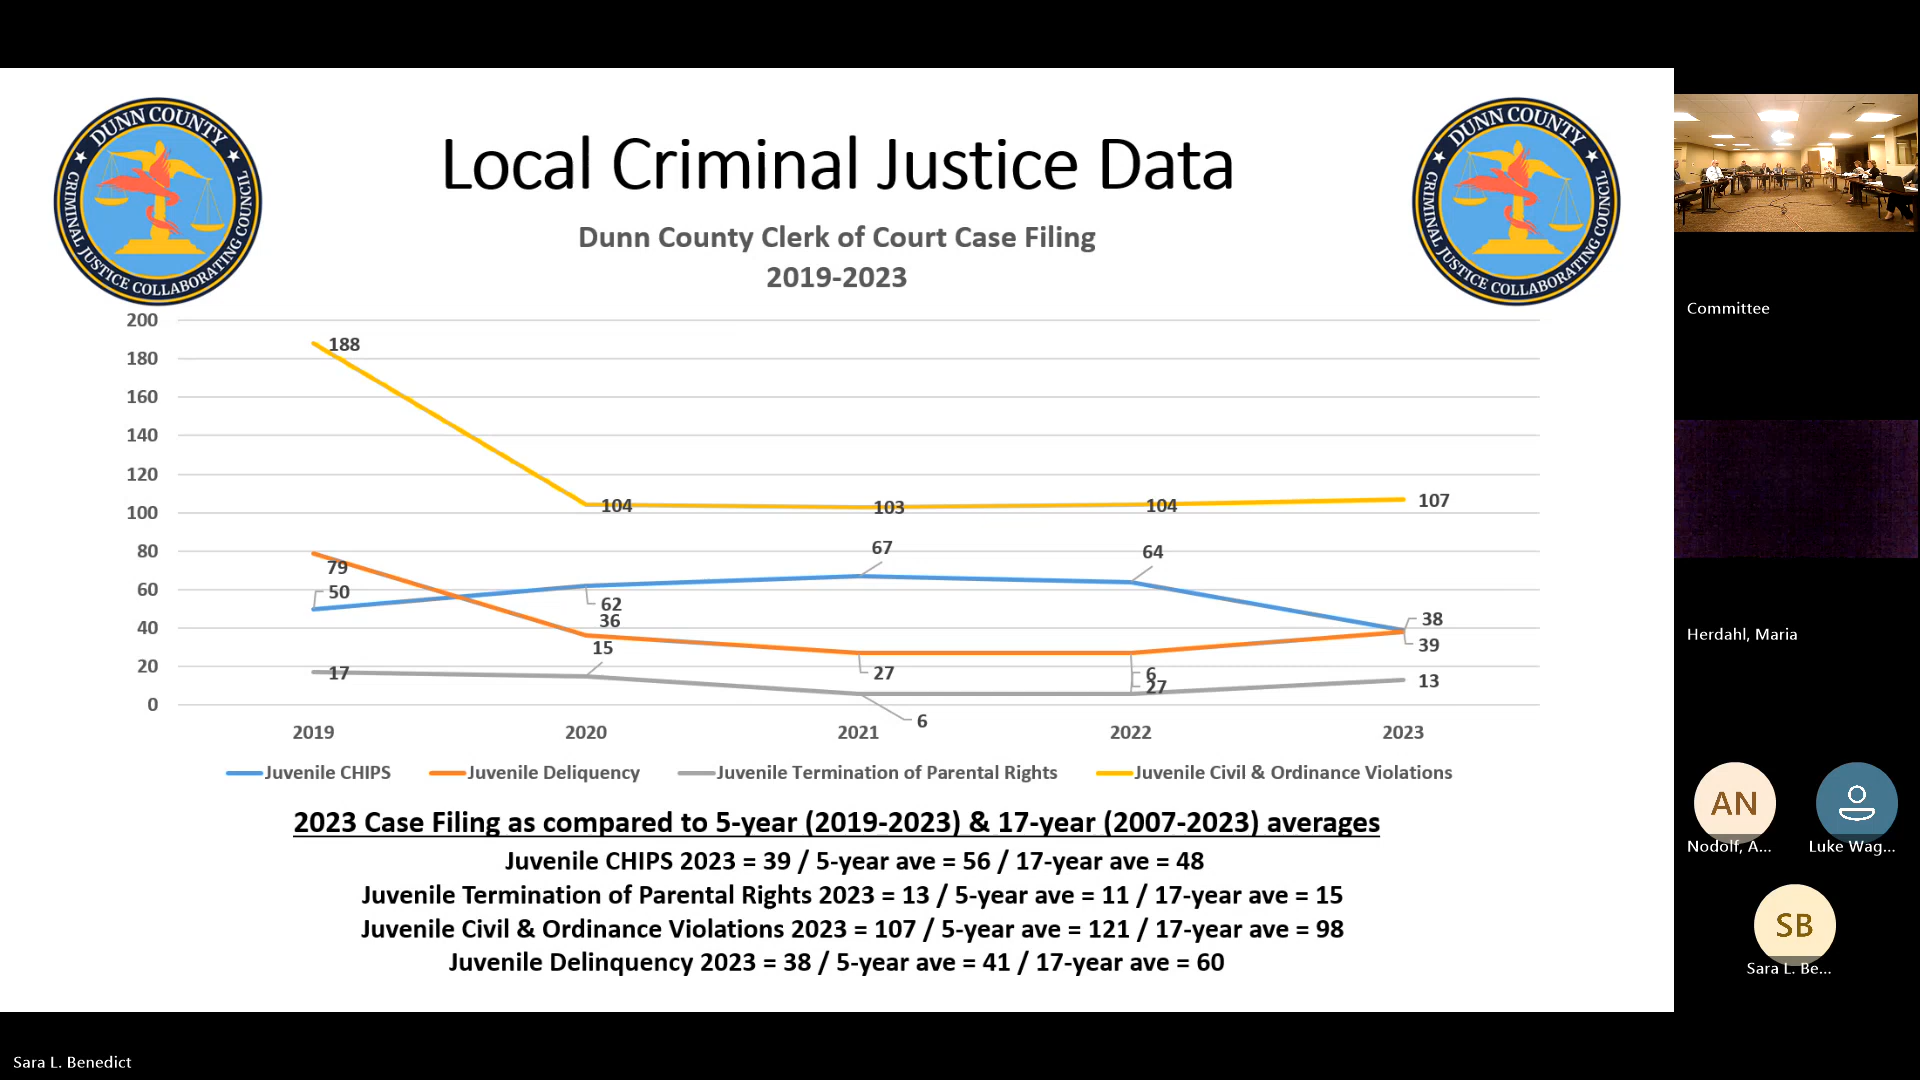 DUNN COUNTY
CRIMINAL JUSTICE COLLABORATING COUNCIL
Local Criminal Justice Data
DUNN COUNTY
CRIMINAL JUSTICE COLLABORATING COUNCIL
Dunn County Clerk of Court Case Filing
2019-2023
200
180
160
140
120
100
80
60
40
20
0
188
104
103
104
107
79
50
62
36
67
64
38
39
17
15
27
6
6
27
13
2019 2020 2021 2022 2023
Juvenile CHIPS Juvenile Deliquency Juvenile Termination of Parental Rights Juvenile Civil & Ordinance Violations
2023 Case Filing as compared to 5-year (2019-2023) & 17-year (2007-2023) averages
Juvenile CHIPS 2023 = 39 / 5-year ave = 56 / 17-year ave = 48
Juvenile Termination of Parental Rights 2023 = 13 / 5-year ave = 11 / 17-year ave = 15
Juvenile Civil & Ordinance Violations 2023 = 107 / 5-year ave = 121 / 17-year ave = 98
Juvenile Delinquency 2023 = 38 / 5-year ave = 41 / 17-year ave = 60
Committee
Herdahl, Maria
AN
Nodolf, A...
Luke Wag...
SB
Sara L. Be...
Sara L. Benedict